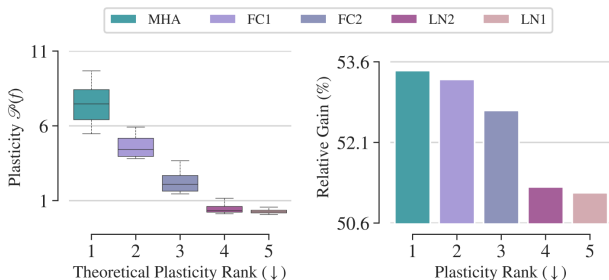 MHA FC1 FC2 LN2 LN1
Plasticity 𝒫(f)
11
6
1
1 2 3 4 5
Theoretical Plasticity Rank (↓)
Relative Gain (%)
53.6
52.1
50.6
1 2 3 4 5
Plasticity Rank (↓)